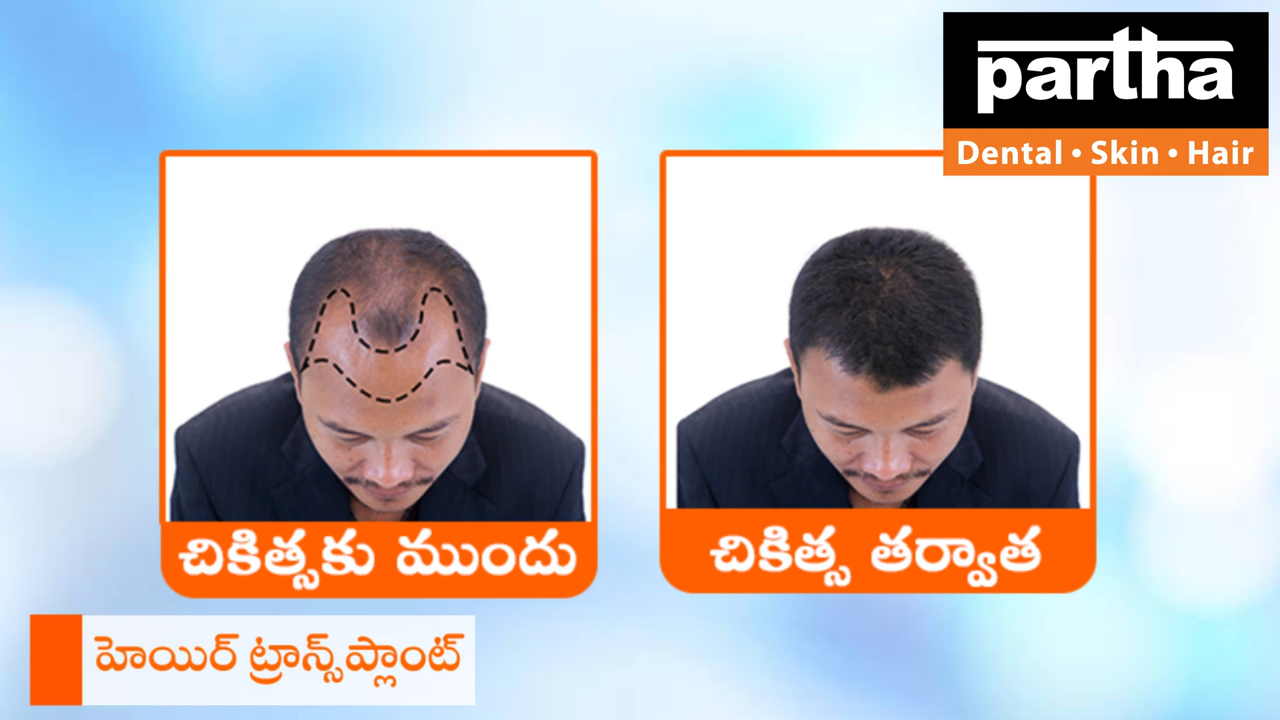 partha
Dental • Skin • Hair
చికిత్సకు ముందు
చికిత్స తర్వాత
హెయిర్ ట్రాన్స్‌ప్లాంట్